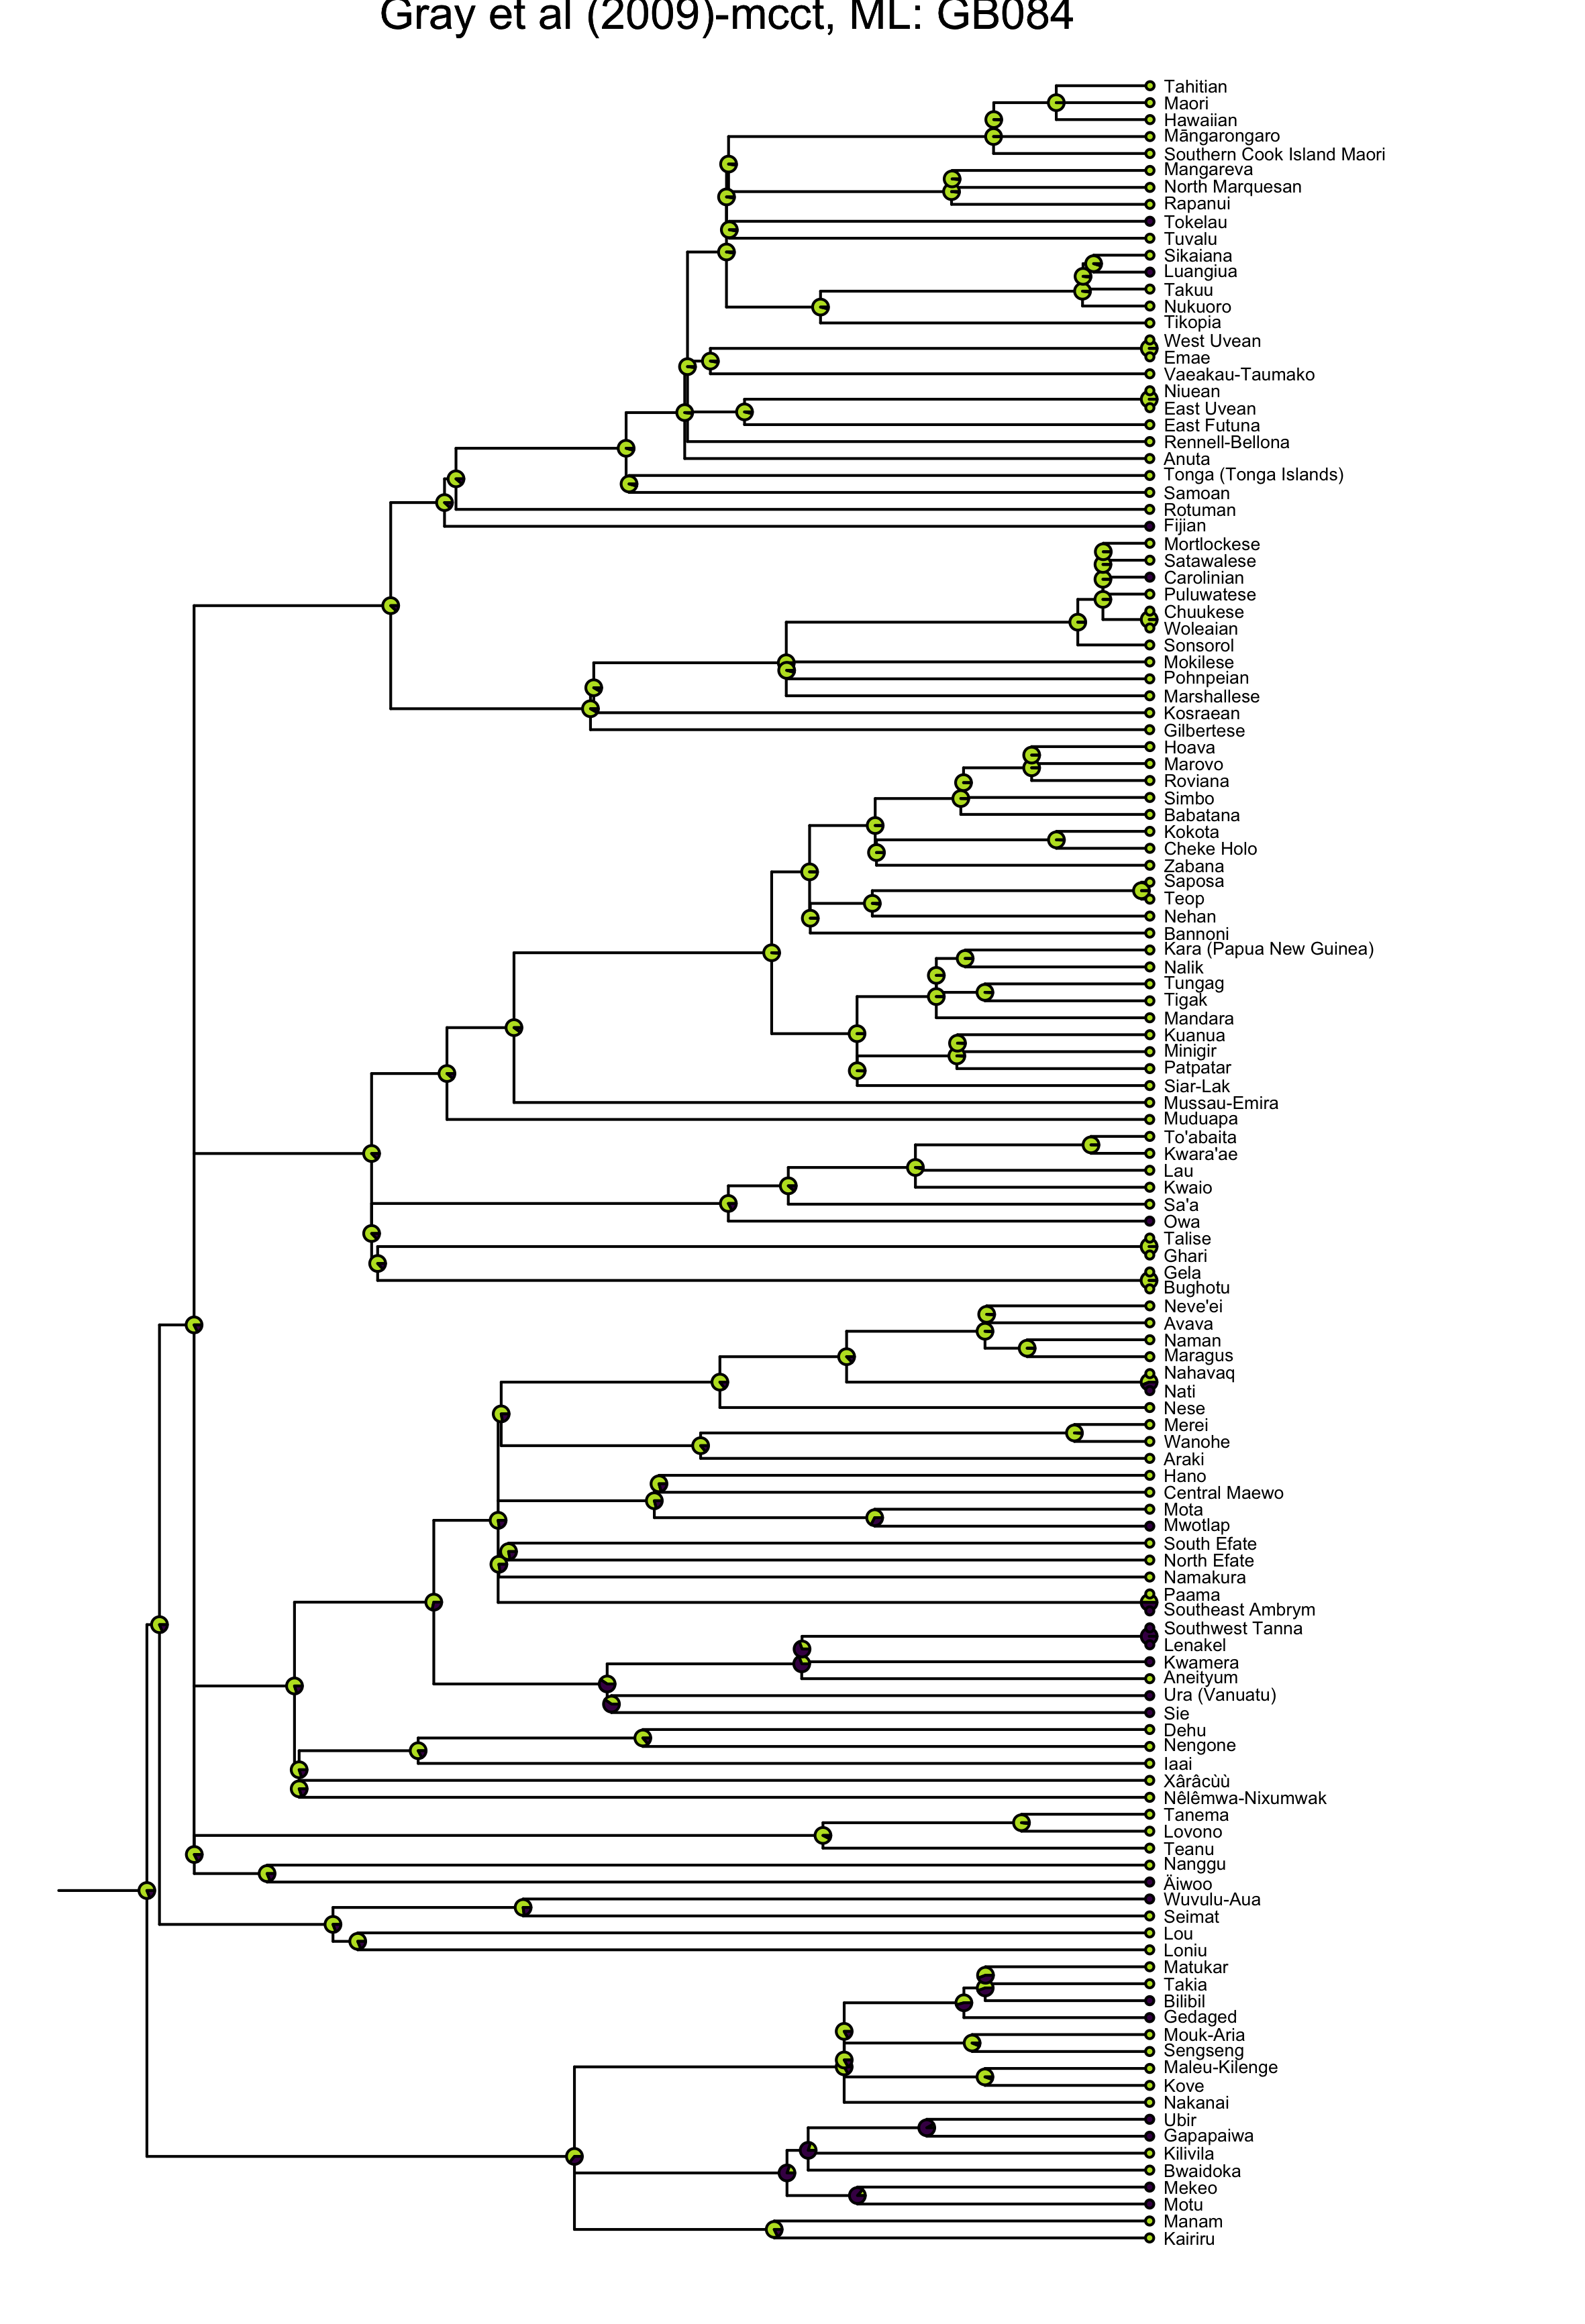 Gray et al (2009)-mcct, ML: GB084
Tahitian
Maori
Hawaiian
Māngarongaro
Southern Cook Island Maori
Mangareva
North Marquesan
Rapanui
Tokelau
Tuvalu
Sikaiana
Luangiua
Takuu
Nukuoro
Tikopia
West Uvean
Emae
Vaeakau-Taumako
Niuean
East Uvean
East Futuna
Rennell-Bellona
Anuta
Tonga (Tonga Islands)
Samoan
Rotuman
Fijian
Mortlockese
Satawalese
Carolinian
Puluwatese
Chuukese
Woleaian
Sonsorol
Mokilese
Pohnpeian
Marshallese
Kosraean
Gilbertese
Hoava
Marovo
Roviana
Simbo
Babatana
Kokota
Cheke Holo
Zabana
Saposa
Teop
Nehan
Bannoni
Kara (Papua New Guinea)
Nalik
Tungag
Tigak
Mandara
Kuanua
Minigir
Patpatar
Siar-Lak
Mussau-Emira
Muduapa
To'abaita
Kwara'ae
Lau
Kwaio
Sa'a
Owa
Talise
Ghari
Gela
Bughotu
Neve'ei
Avava
Naman
Maragus
Nahavaq
Nati
Nese
Merei
Wanohe
Araki
Hano
Central Maewo
Mota
Mwotlap
South Efate
North Efate
Namakura
Paama
Southeast Ambrym
Southwest Tanna
Lenakel
Kwamera
Aneityum
Ura (Vanuatu)
Sie
Dehu
Nengone
Iaai
Xârâcùù
Nêlêmwa-Nixumwak
Tanema
Lovono
Teanu
Nanggu
Äiwoo
Wuvulu-Aua
Seimat
Lou
Loniu
Matukar
Takia
Bilibil
Gedaged
Mouk-Aria
Sengseng
Maleu-Kilenge
Kove
Nakanai
Ubir
Gapapaiwa
Kilivila
Bwaidoka
Mekeo
Motu
Manam
Kairiru